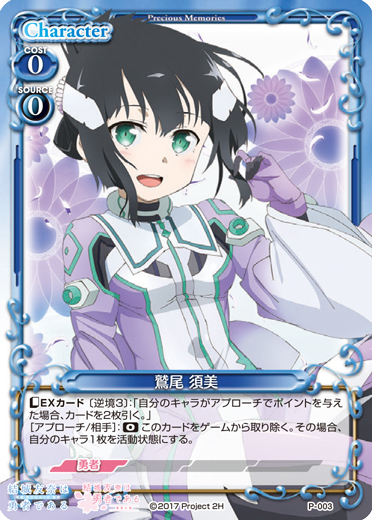 Precious Memories
Character
COST
0
SOURCE
0
鷲尾 須美
EXカード〔逆境3〕:「自分のキャラがアプローチでポイントを与え
た場合、カードを2枚引く。」
[アプローチ/相手]:0このカードをゲームから取り除く。その場合、
自分のキャラ1枚を活動状態にする。
勇者
結城友奈は
勇者である
©2017 Project 2H
P-003